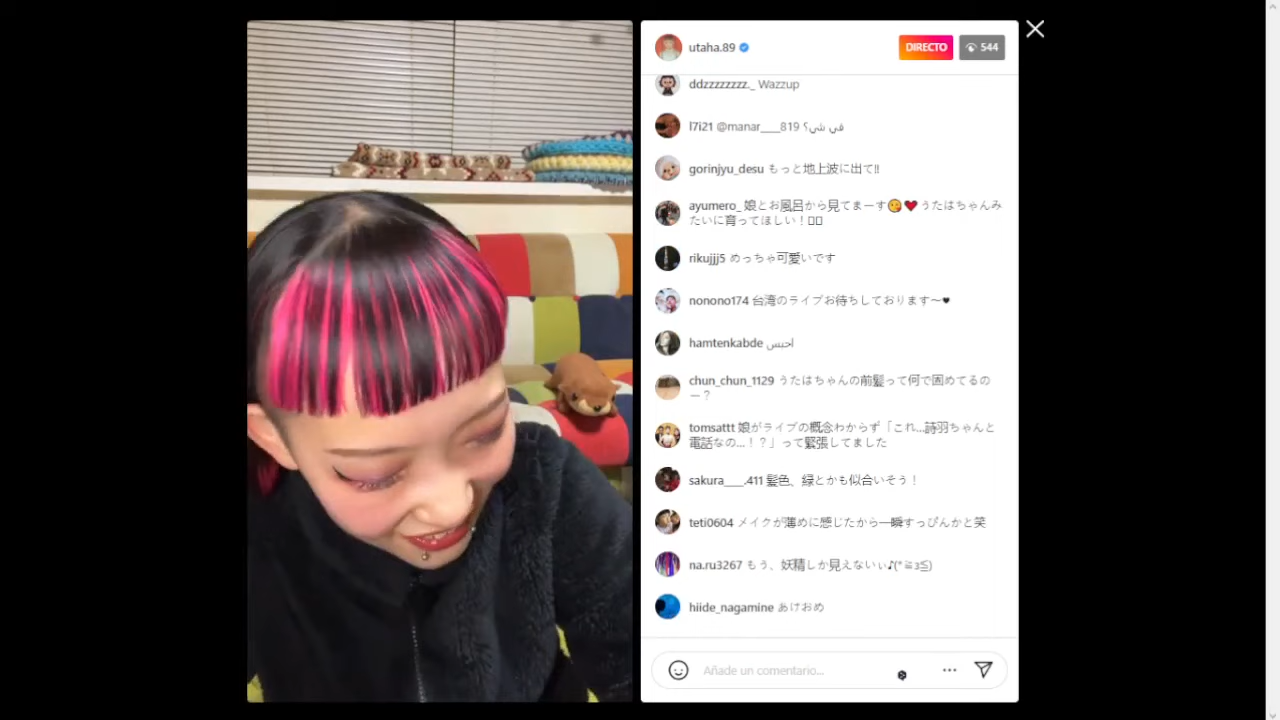 utaha.89
DIRECTO
544
ddzzzzzzzz._ Wazzup
l7i21 @manar___819 في شي؟
gorinjyu_desu もっと地上波に出て!!
ayumero_ 娘とお風呂から見てまーす😋❤️うたはちゃんみ
たいに育ってほしい！
rikujjj5 めっちゃ可愛いです
nonono174 台湾のライブお待ちしております〜♥
hamtenkabde احبس
chun_chun_1129 うたはちゃんの前髪って何で固めてるの
ー？
tomsattt 娘がライブの概念わからず「これ...詩羽ちゃんと
電話なの...！？」って緊張してました
sakura___.411 髪色、緑とかも似合いそう！
teti0604 メイクが薄めに感じたから一瞬すっぴんかと笑
na.ru3267 もう、妖精しか見えないぃ♪(*≧з≦)
hiide_nagamine あけおめ
Añade un comentario...